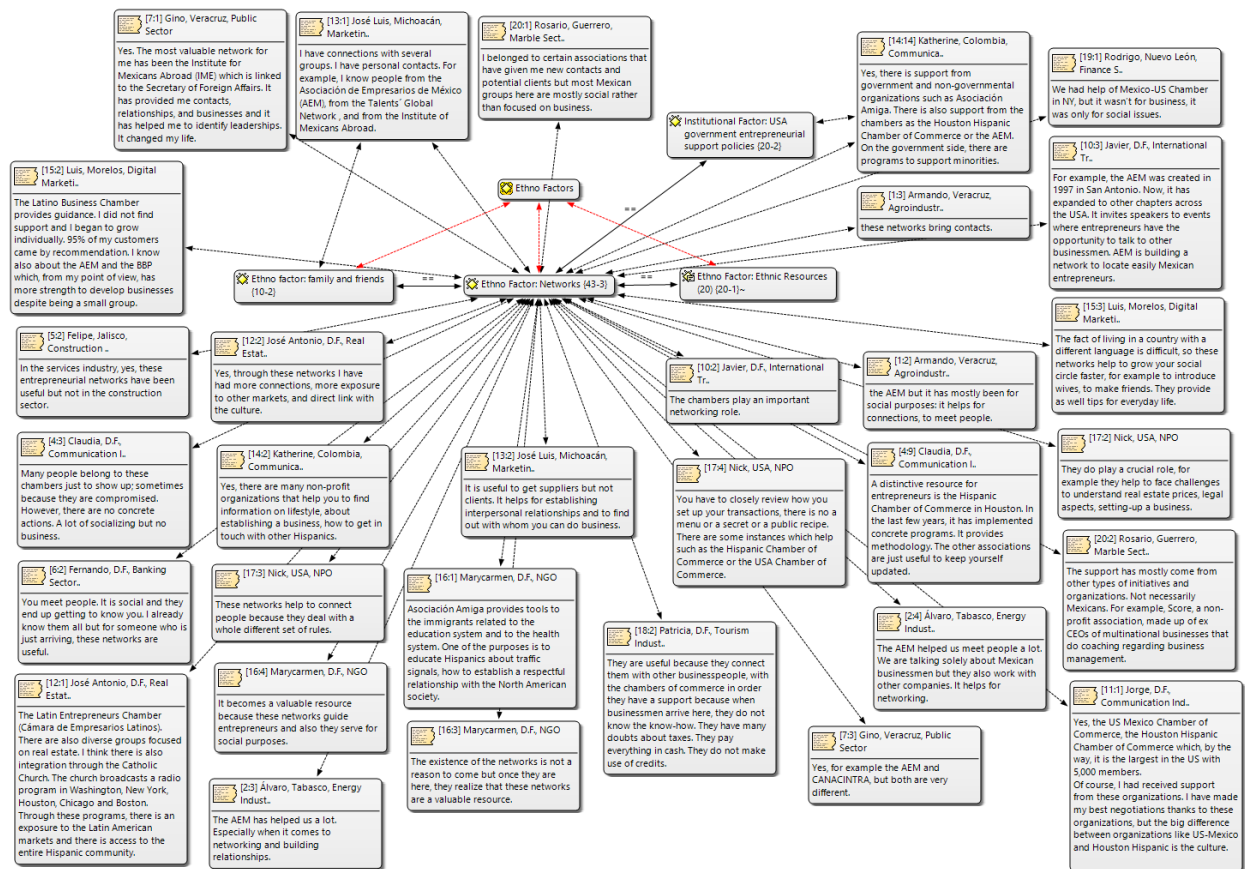 [7:1] Gino, Veracruz, Public
Sector
Yes. The most valuable network for
me has been the Institute for
Mexicans Abroad (IME) which is linked
to the Secretary of Foreign Affairs. It
has provided me contacts,
relationships, and businesses and it
has helped me to identify leaderships.
It changed my life.
[13:1] José Luis, Michoacán,
Marketin..
I have connections with several
groups. I have personal contacts. For
example, I know people from the
Asociación de Empresarios de México
(AEM), from the Talents´ Global
Network , and from the Institute of
Mexicans Abroad.
[20:1] Rosario, Guerrero,
Marble Sect..
I belonged to certain associations that
have given me new contacts and
potential clients but most Mexican
groups here are mostly social rather
than focused on business.
[14:14] Katherine, Colombia,
Communica..
Yes, there is support from
government and non-governmental
organizations such as Asociación
Amiga. There is also support from the
chambers as the Houston Hispanic
Chamber of Commerce or the AEM.
On the government side, there are
programs to support minorities.
[19:1] Rodrigo, Nuevo León,
Finance S..
We had help of Mexico-US Chamber
in NY, but it wasn't for business, it
was only for social issues.
Institutional Factor: USA
government entrepreneurial
support policies {20-2}
[10:3] Javier, D.F., International
Tr..
For example, the AEM was created in
1997 in San Antonio. Now, it has
expanded to other chapters across
the USA. It invites speakers to events
where entrepreneurs have the
opportunity to talk to other
businessmen. AEM is building a
network to locate easily Mexican
entrepreneurs.
[15:2] Luis, Morelos, Digital
Marketi..
The Latino Business Chamber
provides guidance. I did not find
support and I began to grow
individually. 95% of my customers
came by recommendation. I know
also about the AEM and the BBP
which, from my point of view, has
more strength to develop businesses
despite being a small group.
Ethno Factors
[1:3] Armando, Veracruz,
Agroindustr..
these networks bring contacts.
==
Ethno factor: family and friends
{10-2}
==
Ethno Factor: Networks {43-3}
==
Ethno Factor: Ethnic Resources
(20) {20-1}~
[5:2] Felipe, Jalisco,
Construction ..
In the services industry, yes, these
entrepreneurial networks have been
useful but not in the construction
sector.
[12:2] José Antonio, D.F., Real
Estat..
Yes, through these networks I have
had more connections, more exposure
to other markets, and direct link with
the culture.
[10:2] Javier, D.F., International
Tr..
The chambers play an important
networking role.
[1:2] Armando, Veracruz,
Agroindustr..
the AEM but it has mostly been for
social purposes: it helps for
connections, to meet people.
[15:3] Luis, Morelos, Digital
Marketi..
The fact of living in a country with
a different language is difficult, so these
networks help to grow your social
circle faster, for example to introduce
wives, to make friends. They provide
as well tips for everyday life.
[4:3] Claudia, D.F.,
Communication I..
Many people belong to these
chambers just to show up; sometimes
because they are compromised.
However, there are no concrete
actions. A lot of socializing but no
business.
[14:2] Katherine, Colombia,
Communica..
Yes, there are many non-profit
organizations that help you to find
information on lifestyle, about
establishing a business, how to get in
touch with other Hispanics.
[13:2] José Luis, Michoacán,
Marketin..
It is useful to get suppliers but not
clients. It helps for establishing
interpersonal relationships and to find
out with whom you can do business.
[17:4] Nick, USA, NPO
You have to closely review how you
set up your transactions, there is no a
menu or a secret or a public recipe.
There are some instances which help
such as the Hispanic Chamber of
Commerce or the USA Chamber of
Commerce.
[4:9] Claudia, D.F.,
Communication I..
A distinctive resource for
entrepreneurs is the Hispanic
Chamber of Commerce in Houston. In
the last few years, it has implemented
concrete programs. It provides
methodology. The other associations
are just useful to keep yourself
updated.
[17:2] Nick, USA, NPO
They do play a crucial role, for
example they help to face challenges
to understand real estate prices, legal
aspects, setting-up a business.
[6:2] Fernando, D.F., Banking
Sector..
You meet people. It is social and they
end up getting to know you. I already
know them all but for someone who is
just arriving, these networks are
useful.
[17:3] Nick, USA, NPO
These networks help to connect
people because they deal with a
whole different set of rules.
[16:1] Marycarmen, D.F., NGO
Asociación Amiga provides tools to
the immigrants related to the
education system and to the health
system. One of the purposes is to
educate Hispanics about traffic
signals, how to establish a respectful
relationship with the North American
society.
[20:2] Rosario, Guerrero,
Marble Sect..
The support has mostly come from
other types of initiatives and
organizations. Not necessarily
Mexicans. For example, Score, a non-
profit association, made up of ex
CEOs of multinational businesses that
do coaching regarding business
management.
[2:4] Álvaro, Tabasco, Energy
Indust..
The AEM helped us meet people a lot.
We are talking solely about Mexican
businessmen but they also work with
other companies. It helps for
networking.
[18:2] Patricia, D.F., Tourism
Indust..
They are useful because they connect
them with other businesspeople, with
the chambers of commerce in order
they have a support because when
businessmen arrive here, they do not
know the know-how. They have many
doubts about taxes. They pay
everything in cash. They do not make
use of credits.
[16:4] Marycarmen, D.F., NGO
It becomes a valuable resource
because these networks guide
entrepreneurs and also they serve for
social purposes.
[12:1] José Antonio, D.F., Real
Estat..
The Latin Entrepreneurs Chamber
(Cámara de Empresarios Latinos).
There are also diverse groups focused
on real estate. I think there is also
integration through the Catholic
Church. The church broadcasts a radio
program in Washington, New York,
Houston, Chicago and Boston.
Through these programs, there is an
exposure to the Latin American
markets and there is access to the
entire Hispanic community.
[16:3] Marycarmen, D.F., NGO
The existence of the networks is not a
reason to come but once they are
here, they realize that these networks
are a valuable resource.
[7:3] Gino, Veracruz, Public
Sector
Yes, for example the AEM and
CANACINTRA, but both are very
different.
[11:1] Jorge, D.F.,
Communication Ind..
Yes, the US Mexico Chamber of
Commerce, the Houston Hispanic
Chamber of Commerce which, by the
way, it is the largest in the US with
5,000 members.
Of course, I had received support
from these organizations. I have made
my best negotiations thanks to these
organizations, but the big difference
between organizations like US-Mexico
and Houston Hispanic is the culture.
[2:3] Álvaro, Tabasco, Energy
Indust..
The AEM has helped us a lot.
Especially when it comes to
networking and building
relationships.